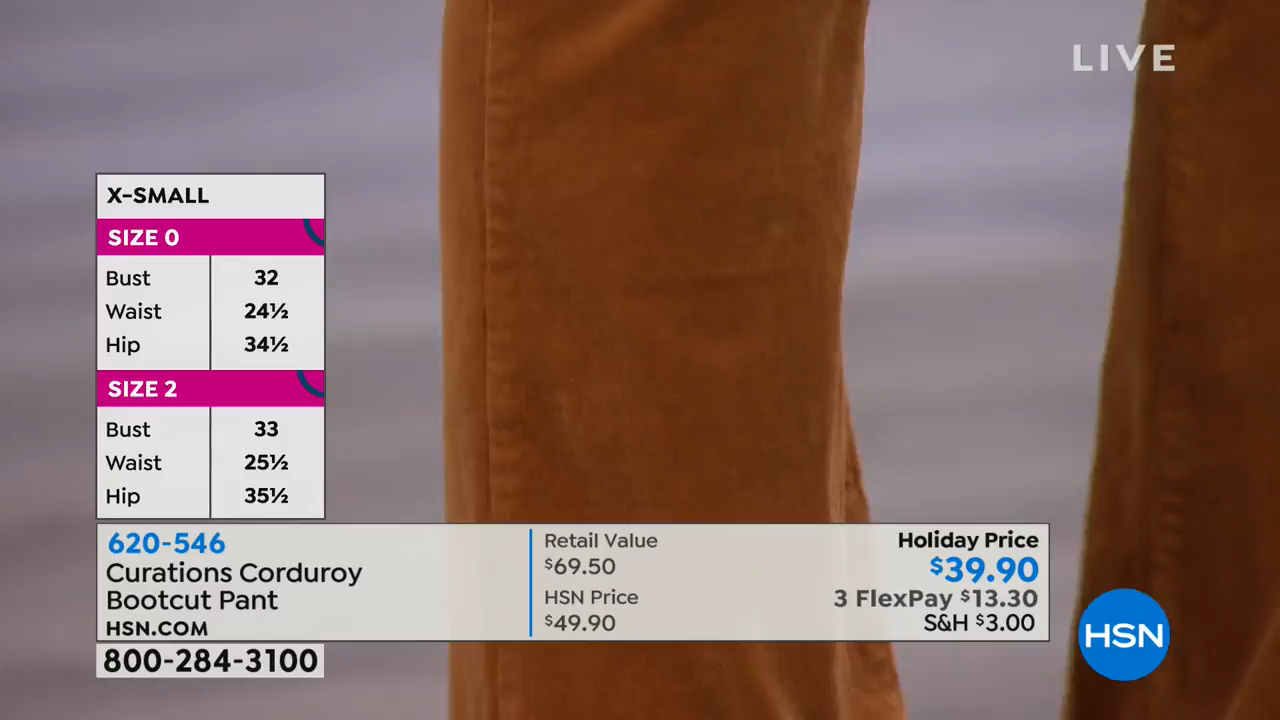 LIVE
X-SMALL
SIZE 0
Bust 32
Waist 24½
Hip 34½
SIZE 2
Bust 33
Waist 25½
Hip 35½
620-546
Curations Corduroy
Bootcut Pant
HSN.COM
800-284-3100
Retail Value
$69.50
HSN Price
$49.90
Holiday Price
$39.90
3 FlexPay $13.30
S&H $3.00
HSN